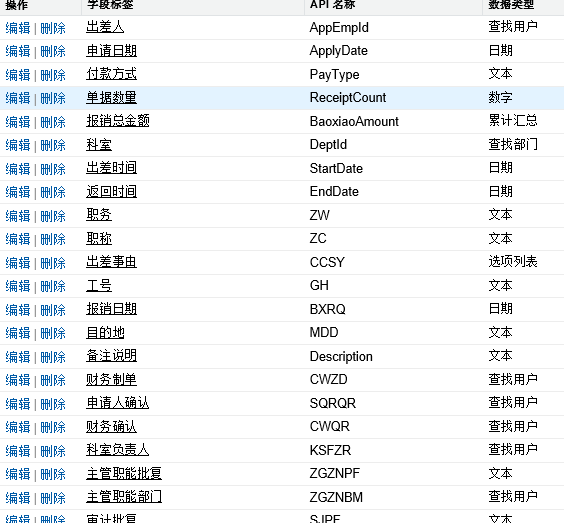 操作 字段标签 API 名称 数据类型
编辑 | 删除 出差人 AppEmpId 查找用户
编辑 | 删除 申请日期 ApplyDate 日期
编辑 | 删除 付款方式 PayType 文本
编辑 | 删除 单据数量 ReceiptCount 数字
编辑 | 删除 报销总金额 BaoxiaoAmount 累计汇总
编辑 | 删除 科室 DeptId 查找部门
编辑 | 删除 出差时间 StartDate 日期
编辑 | 删除 返回时间 EndDate 日期
编辑 | 删除 职务 ZW 文本
编辑 | 删除 职称 ZC 文本
编辑 | 删除 出差事由 CCSY 选项列表
编辑 | 删除 工号 GH 文本
编辑 | 删除 报销日期 BXRQ 日期
编辑 | 删除 目的地 MDD 文本
编辑 | 删除 备注说明 Description 文本
编辑 | 删除 财务制单 CWZD 查找用户
编辑 | 删除 申请人确认 SQRQR 查找用户
编辑 | 删除 财务确认 CWQR 查找用户
编辑 | 删除 科室负责人 KSFZR 查找用户
编辑 | 删除 主管职能批复 ZGZNPF 文本
编辑 | 删除 主管职能部门 ZGZNBM 查找用户
编辑 | 删除 审计批复 SJPF 文本